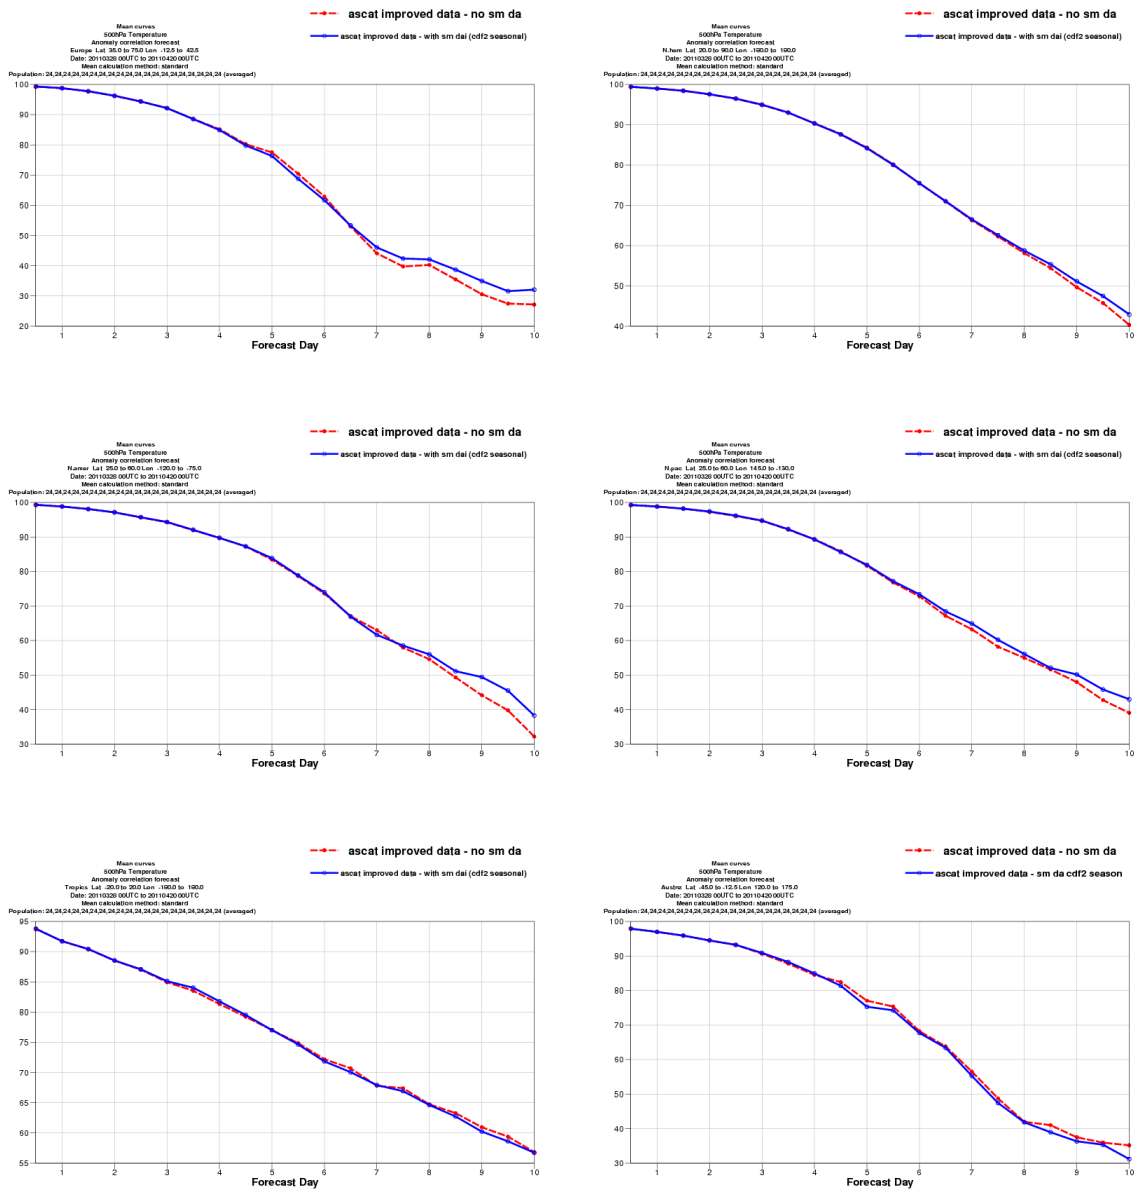 ascat improved data - no sm da
ascat improved data - with sm dai (cdf2 seasonal)
Mean curves
500hPa Temperature
Anomaly correlation forecast
Europe Lat 35.0 to 75.0 Lon -12.5 to 42.5
Date: 20110328 00UTC to 20110420 00UTC
Mean calculation method: standard
Population: 24,24,24,24,24,24,24,24,24,24,24,24,24,24,24,24,24,24,24,24 (averaged)
100
90
80
70
60
50
40
30
20
1 2 3 4 5 6 7 8 9 10
Forecast Day
ascat improved data - no sm da
ascat improved data - with sm dai (cdf2 seasonal)
Mean curves
500hPa Temperature
Anomaly correlation forecast
N.hem Lat 20.0 to 90.0 Lon -180.0 to 180.0
Date: 20110328 00UTC to 20110420 00UTC
Mean calculation method: standard
Population: 24,24,24,24,24,24,24,24,24,24,24,24,24,24,24,24,24,24,24,24 (averaged)
100
90
80
70
60
50
40
1 2 3 4 5 6 7 8 9 10
Forecast Day
ascat improved data - no sm da
ascat improved data - with sm dai (cdf2 seasonal)
Mean curves
500hPa Temperature
Anomaly correlation forecast
N.amer Lat 25.0 to 60.0 Lon -120.0 to -75.0
Date: 20110328 00UTC to 20110420 00UTC
Mean calculation method: standard
Population: 24,24,24,24,24,24,24,24,24,24,24,24,24,24,24,24,24,24,24,24 (averaged)
100
90
80
70
60
50
40
30
1 2 3 4 5 6 7 8 9 10
Forecast Day
ascat improved data - no sm da
ascat improved data - with sm dai (cdf2 seasonal)
Mean curves
500hPa Temperature
Anomaly correlation forecast
N.pac Lat 25.0 to 60.0 Lon 145.0 to -130.0
Date: 20110328 00UTC to 20110420 00UTC
Mean calculation method: standard
Population: 24,24,24,24,24,24,24,24,24,24,24,24,24,24,24,24,24,24,24,24 (averaged)
100
90
80
70
60
50
40
30
1 2 3 4 5 6 7 8 9 10
Forecast Day
ascat improved data - no sm da
ascat improved data - with sm dai (cdf2 seasonal)
Mean curves
500hPa Temperature
Anomaly correlation forecast
Tropics Lat -20.0 to 20.0 Lon -180.0 to 180.0
Date: 20110328 00UTC to 20110420 00UTC
Mean calculation method: standard
Population: 24,24,24,24,24,24,24,24,24,24,24,24,24,24,24,24,24,24,24,24 (averaged)
95
90
85
80
75
70
65
60
55
1 2 3 4 5 6 7 8 9 10
Forecast Day
ascat improved data - no sm da
ascat improved data - sm da cdf2 season
Mean curves
500hPa Temperature
Anomaly correlation forecast
Austnz Lat -45.0 to -12.5 Lon 120.0 to 175.0
Date: 20110328 00UTC to 20110420 00UTC
Mean calculation method: standard
Population: 24,24,24,24,24,24,24,24,24,24,24,24,24,24,24,24,24,24,24,24 (averaged)
100
90
80
70
60
50
40
30
1 2 3 4 5 6 7 8 9 10
Forecast Day